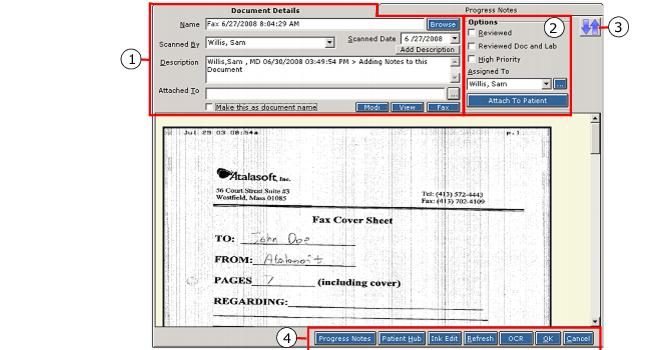 Document Details
Progress Notes
Name Fax 6/27/2008 8:04:29 AM Browse
Scanned By Willis, Sam Scanned Date 6 /27/2008
Add Description
Description Willis,Sam , MD 06/30/2008 03:49:54 PM > Adding Notes to this Document
Attached To ...
Make this as document name Modi View Fax
1
Options 2
Reviewed
Reviewed Doc and Lab
High Priority
Assigned To
Willis, Sam ...
Attach To Patient
3
Jul 29 03 08:54a p.1
Atalasoft, Inc.
56 Court Street Suite #3
Westfield, Mass 01085
Tel: (413) 572-4443
Fax: (413) 702-4109
Fax Cover Sheet
TO: John Doe
FROM: Atalasoft
PAGES 7 (including cover)
REGARDING:
4
Progress Notes Patient Hub Ink Edit Refresh OCR OK Cancel